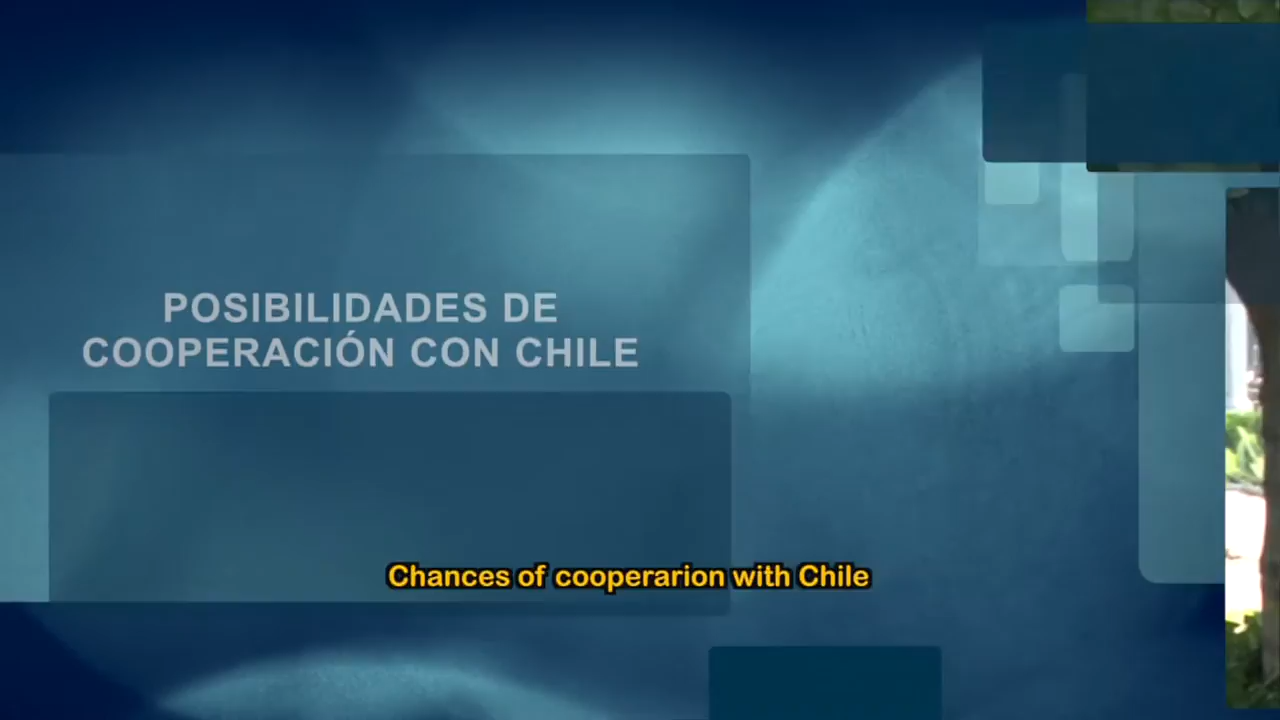 POSIBILIDADES DE
COOPERACIÓN CON CHILE
Chances of cooperarion with Chile